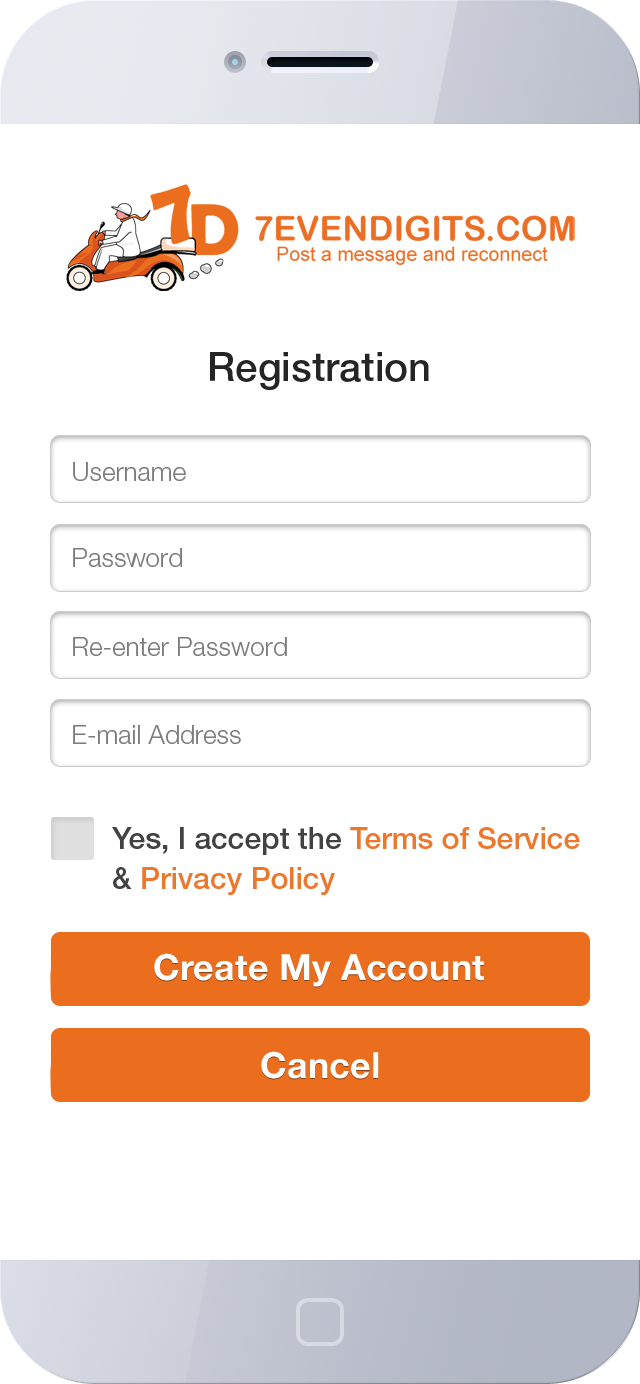 7D
7EVENDIGITS.COM
Post a message and reconnect
Registration
Username
Password
Re-enter Password
E-mail Address
Yes, I accept the Terms of Service
& Privacy Policy
Create My Account
Cancel